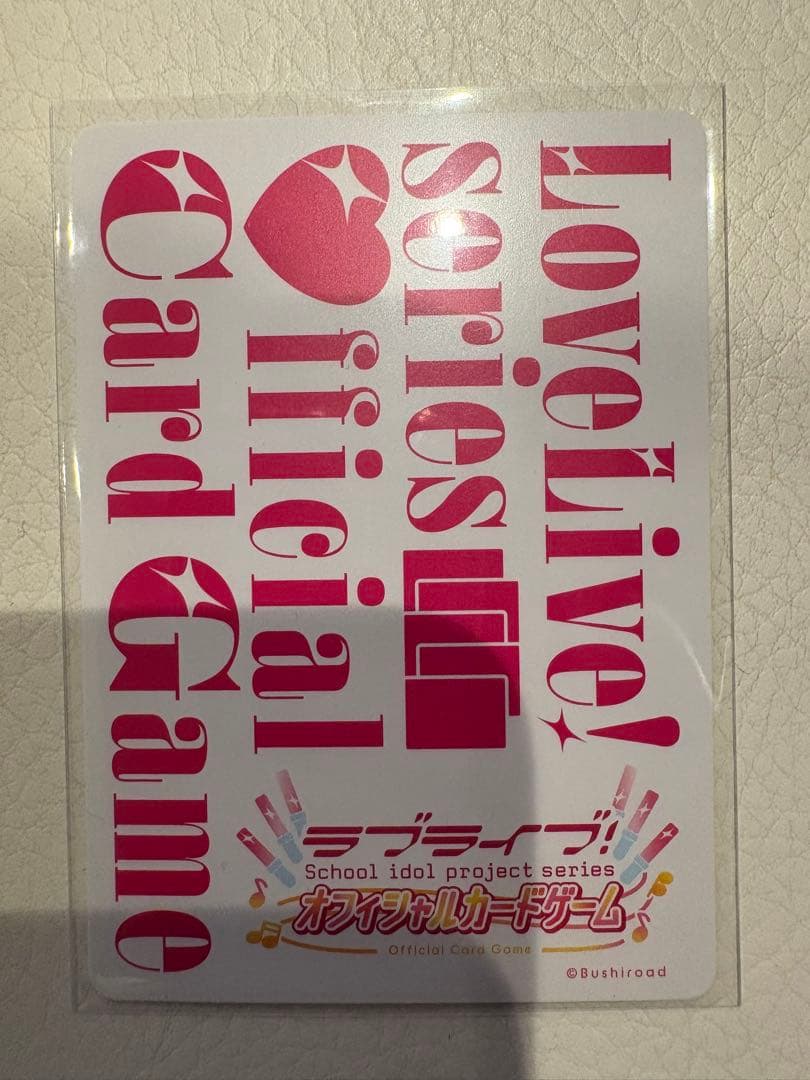 LoveLive!
series
official
Card Game
ラブライブ!
School idol project series
オフィシャルカードゲーム
Official Card Game
©Bushiroad